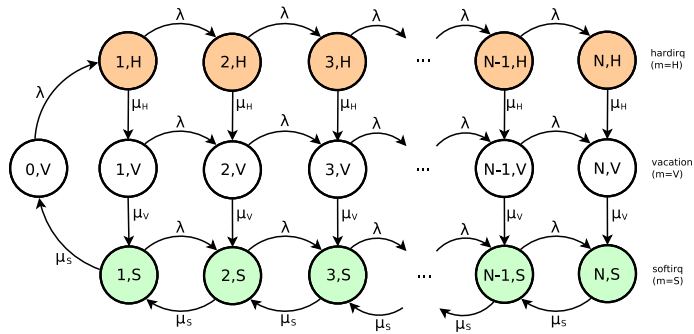 λ λ λ λ λ
1,H 2,H 3,H ... N-1,H N,H hardirq
(m=H)
λ μH μH μH μH μH
λ λ λ λ λ
0,V 1,V 2,V 3,V ... N-1,V N,V vacation
(m=V)
μV μV μV μV μV
λ λ λ λ λ
μS 1,S 2,S 3,S ... N-1,S N,S softirq
(m=S)
μS μS μS μS μS